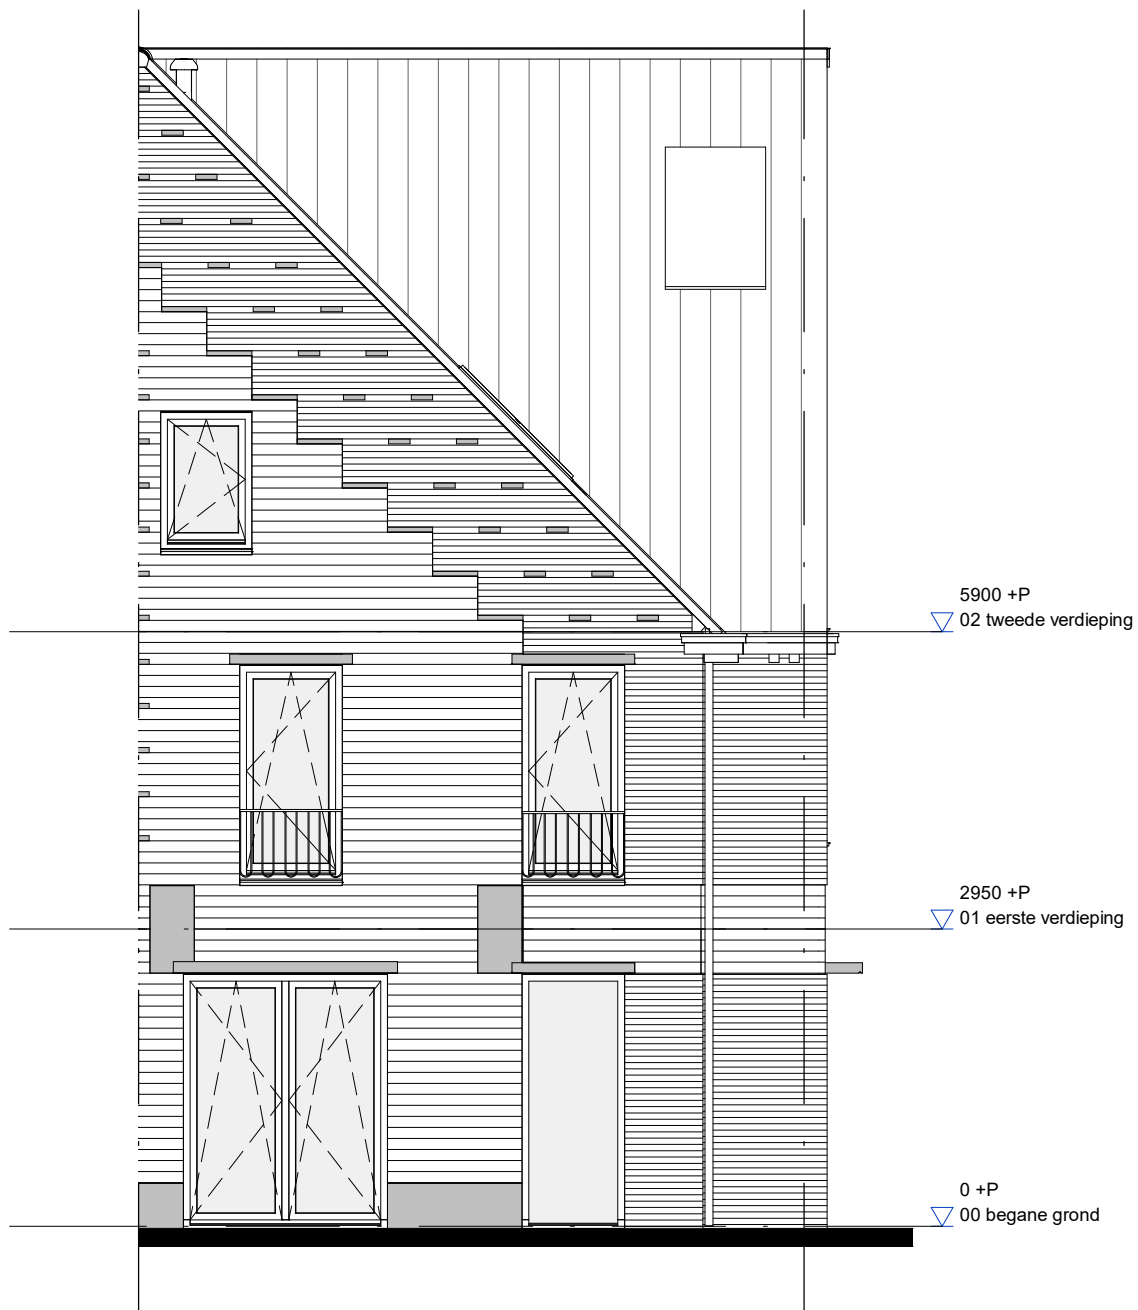 5900 +P
02 tweede verdieping
2950 +P
01 eerste verdieping
0 +P
00 begane grond